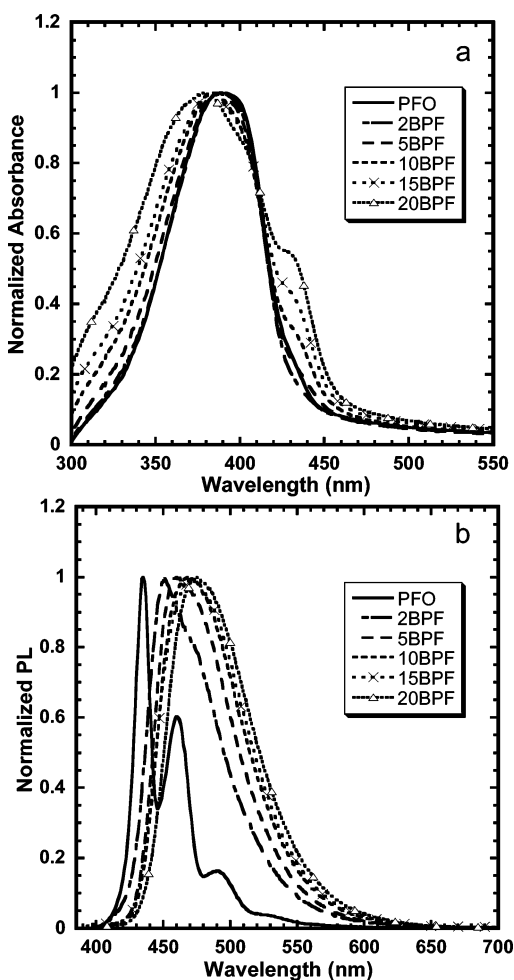 1.2
a
1
PFO
2BPF
5BPF
10BPF
15BPF
20BPF
0.8
0.6
0.4
0.2
0
Normalized Absorbance
300 350 400 450 500 550
Wavelength (nm)
1.2
b
1
PFO
2BPF
5BPF
10BPF
15BPF
20BPF
0.8
0.6
0.4
0.2
0
Normalized PL
400 450 500 550 600 650 700
Wavelength (nm)